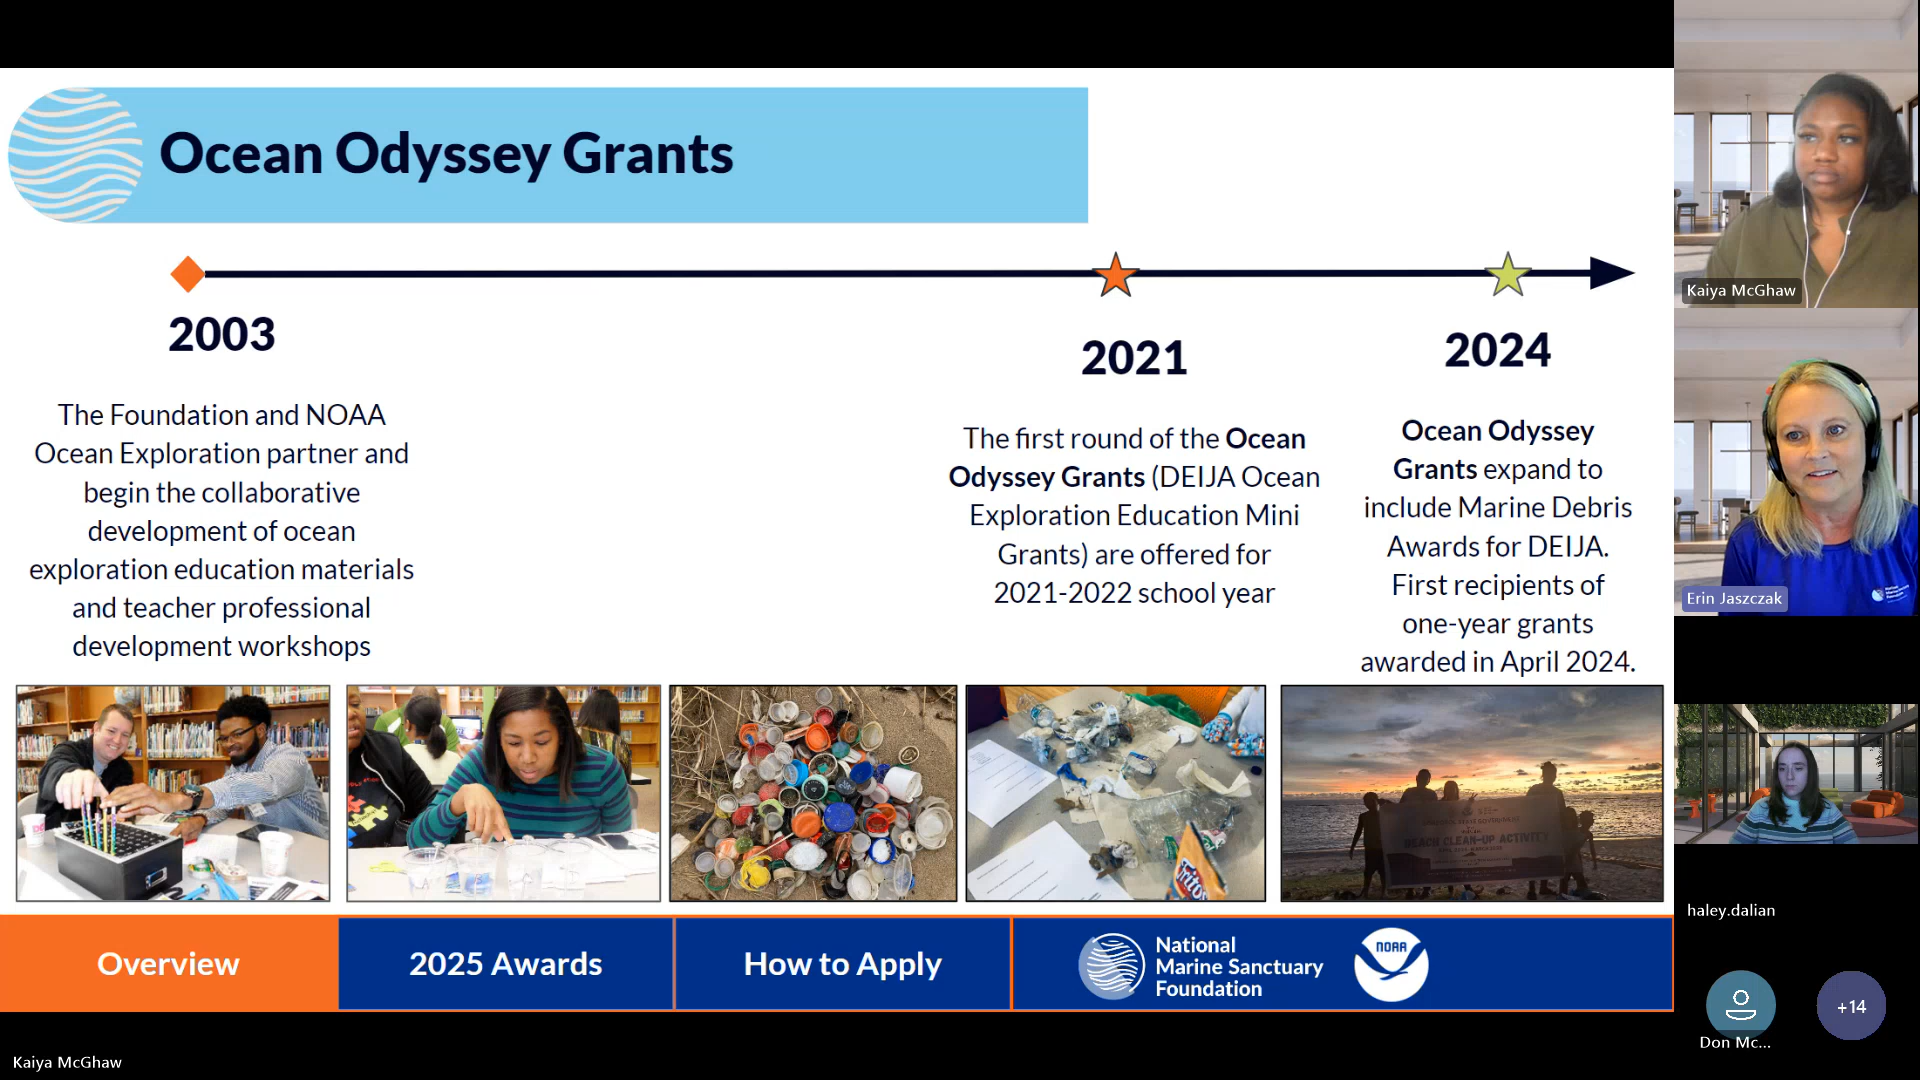 Ocean Odyssey Grants
2003
The Foundation and NOAA
Ocean Exploration partner and
begin the collaborative
development of ocean
exploration education materials
and teacher professional
development workshops
2021
The first round of the Ocean
Odyssey Grants (DEIJA Ocean
Exploration Education Mini
Grants) are offered for
2021-2022 school year
2024
Ocean Odyssey
Grants expand to
include Marine Debris
Awards for DEIJA.
First recipients of
one-year grants
awarded in April 2024.
BEACH CLEAN-UP ACTIVITY
Overview
2025 Awards
How to Apply
National
Marine Sanctuary
Foundation
NOAA
Kaiya McGhaw
Kaiya McGhaw
Erin Jaszczak
haley.dalian
Don Mc...
+14